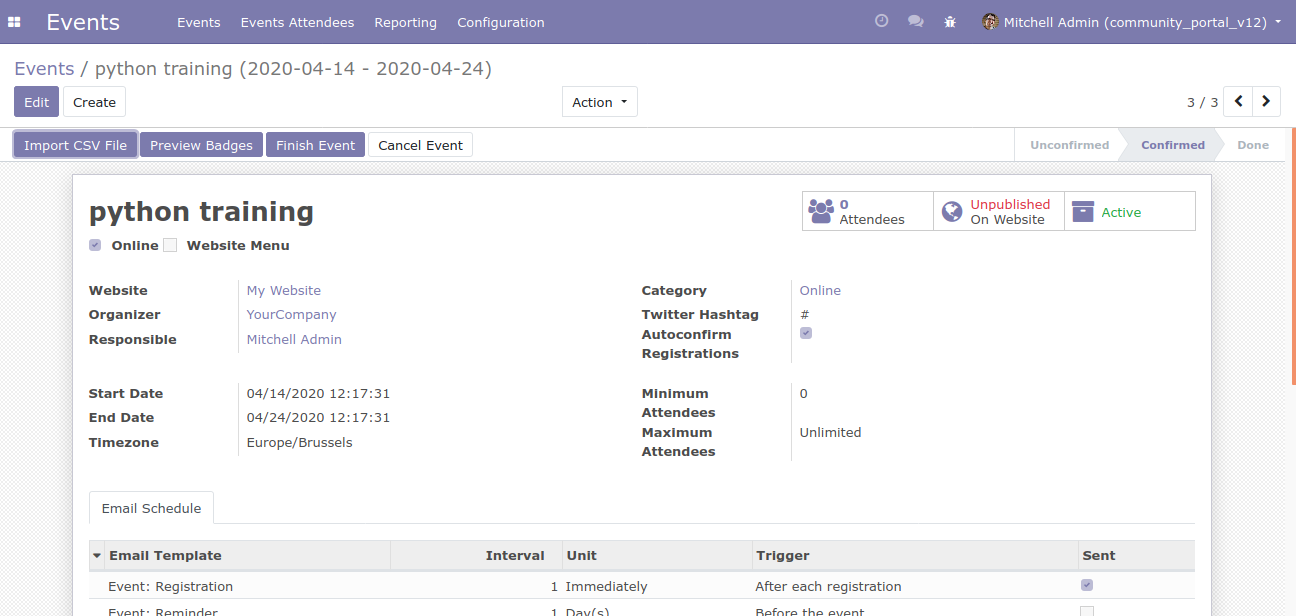 Events Events Events Attendees Reporting Configuration Mitchell Admin (community_portal_v12)
Events / python training (2020-04-14 - 2020-04-24)
Edit Create Action 3 / 3
Import CSV File Preview Badges Finish Event Cancel Event Unconfirmed Confirmed Done
python training
0 Attendees
Unpublished On Website
Active
Online Website Menu
Website My Website
Organizer YourCompany
Responsible Mitchell Admin
Category Online
Twitter Hashtag #
Autoconfirm
Registrations
Start Date 04/14/2020 12:17:31
End Date 04/24/2020 12:17:31
Timezone Europe/Brussels
Minimum 0
Attendees
Maximum Unlimited
Attendees
Email Schedule
Email Template Interval Unit Trigger Sent
Event: Registration 1 Immediately After each registration
Event: Reminder 1 Day(s) Before the event